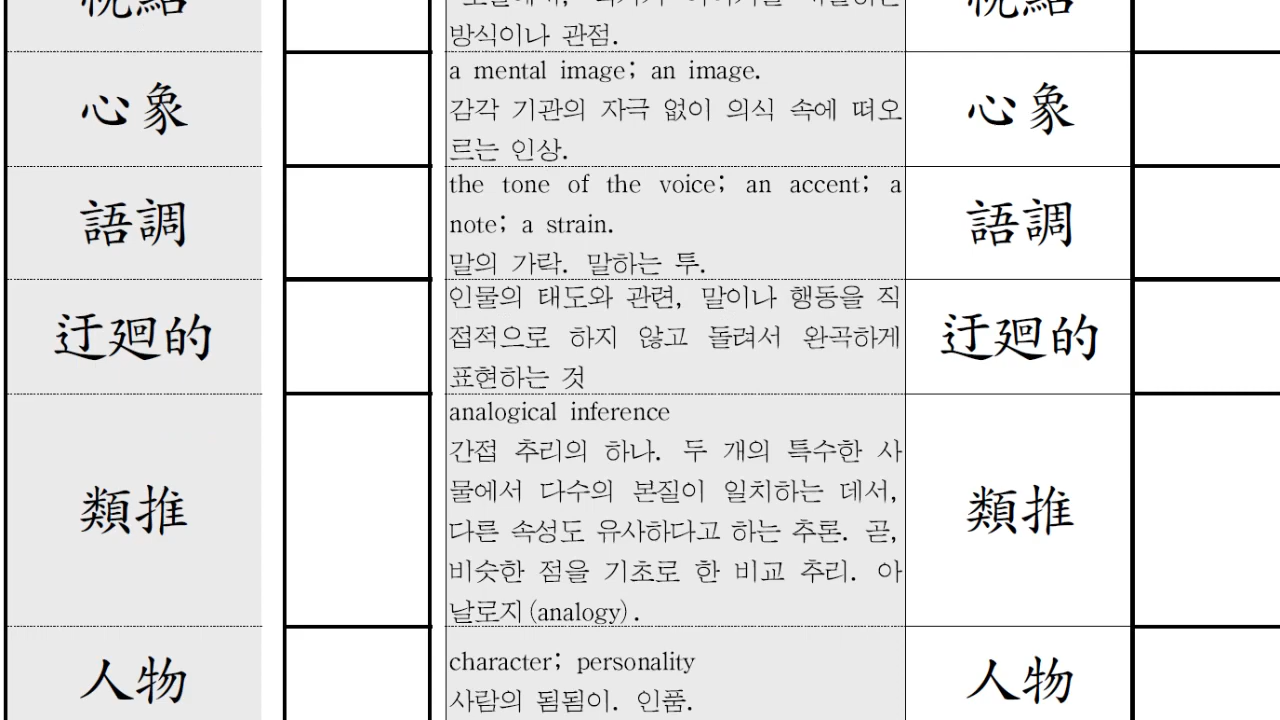 視點
방식이나 관점.
視點
心象
a mental image; an image.
감각 기관의 자극 없이 의식 속에 떠오
르는 인상.
心象
語調
the tone of the voice; an accent; a
note; a strain.
말의 가락. 말하는 투.
語調
迂廻的
인물의 태도와 관련, 말이나 행동을 직
접적으로 하지 않고 돌려서 완곡하게
표현하는 것
迂廻的
類推
analogical inference
간접 추리의 하나. 두 개의 특수한 사
물에서 다수의 본질이 일치하는 데서,
다른 속성도 유사하다고 하는 추론. 곧,
비슷한 점을 기초로 한 비교 추리. 아
날로지(analogy).
類推
人物
character; personality
사람의 됨됨이. 인품.
人物